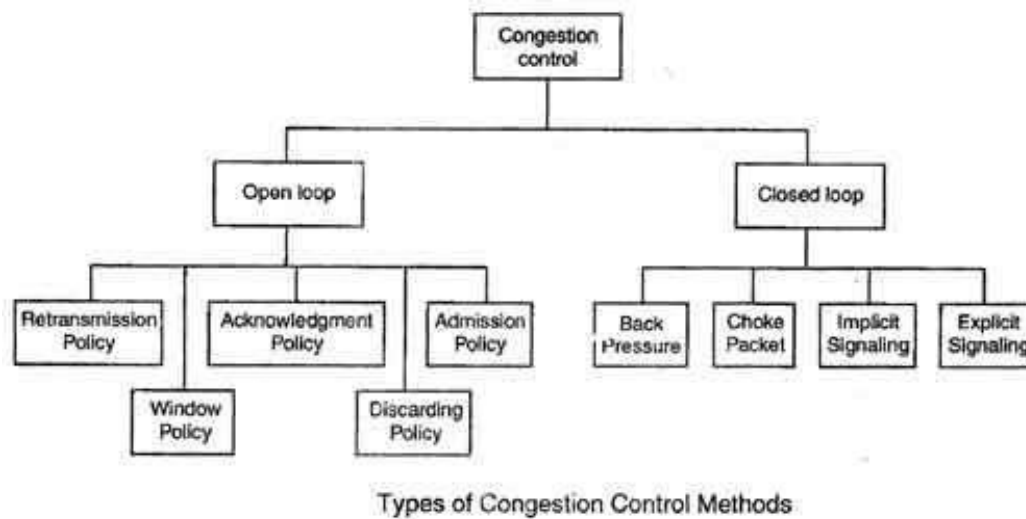 Congestion
control
Open loop
Closed loop
Retransmission
Policy
Window
Policy
Acknowledgment
Policy
Discarding
Policy
Admission
Policy
Back
Pressure
Choke
Packet
Implicit
Signaling
Explicit
Signaling
Types of Congestion Control Methods